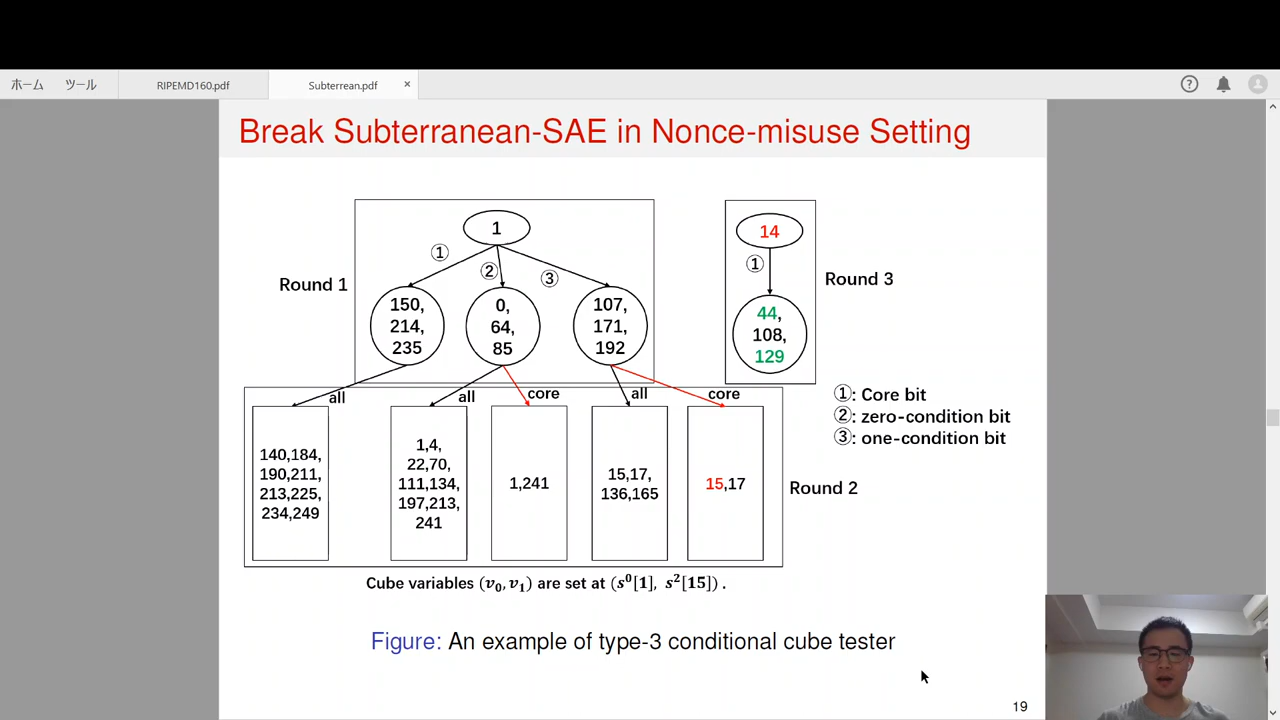 ホーム ツール RIPEMD160.pdf Subterrean.pdf ×
Break Subterranean-SAE in Nonce-misuse Setting
Round 1
1
①
②
③
150,
214,
235
0,
64,
85
107,
171,
192
14
①
44,
108,
129
Round 3
all
all
core
all
core
140,184,
190,211,
213,225,
234,249
1,4,
22,70,
111,134,
197,213,
241
1,241
15,17,
136,165
15,17
Round 2
①: Core bit
②: zero-condition bit
③: one-condition bit
Cube variables (v₀, v₁) are set at (s⁰[1], s²[15]) .
Figure: An example of type-3 conditional cube tester
19